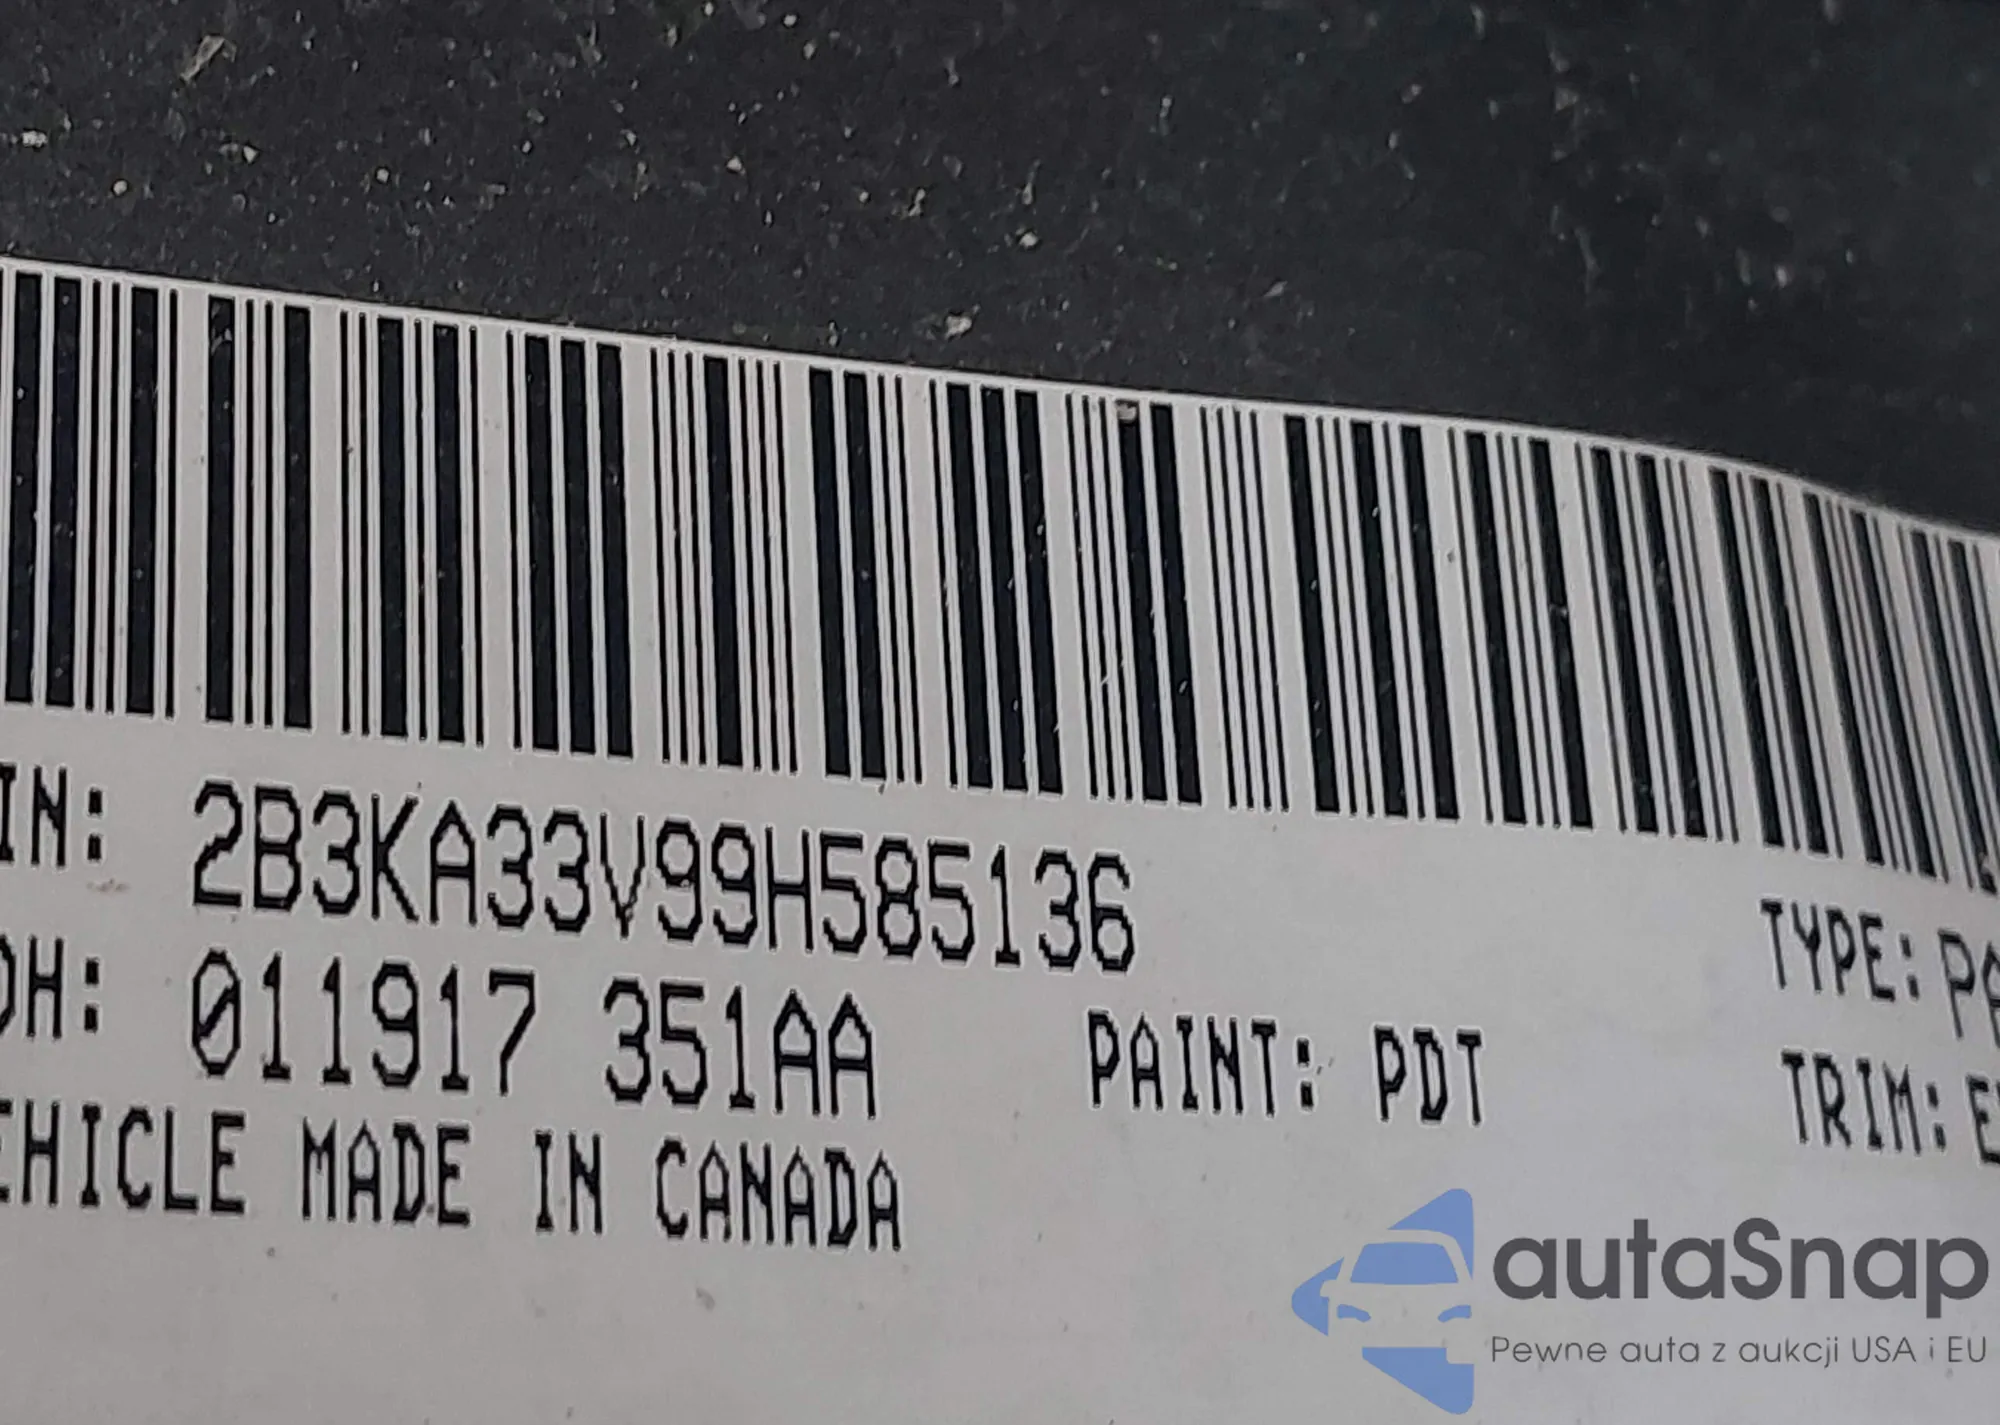 IN: 2B3KA33V99H585136
TYPE: PA
DH: 011917 351AA PAINT: PDT
TRIM: E
EHICLE MADE IN CANADA
autaSnap
Pewne auta z aukcji USA i EU